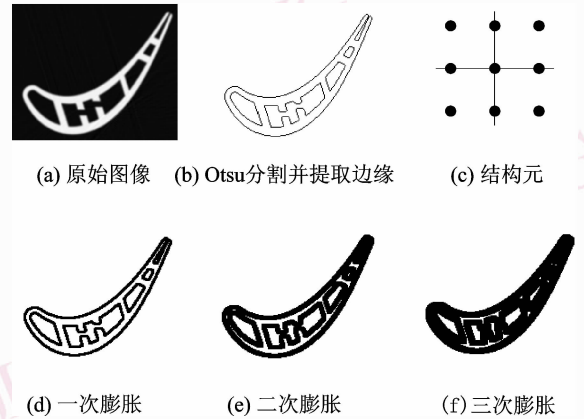 (a) 原始图像
(b) Otsu分割并提取边缘
(c) 结构元
(d) 一次膨胀
(e) 二次膨胀
(f) 三次膨胀